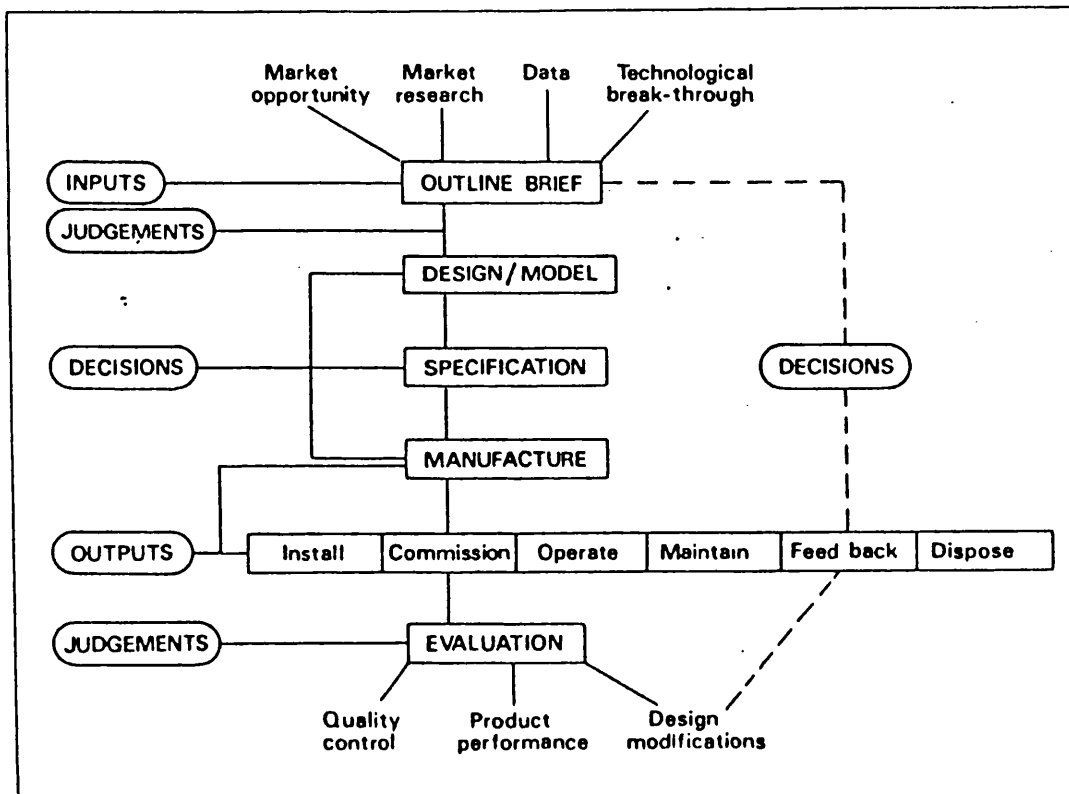 Market opportunity
Market research
Data
Technological break-through
INPUTS
OUTLINE BRIEF
JUDGEMENTS
DESIGN/MODEL
DECISIONS
SPECIFICATION
DECISIONS
MANUFACTURE
OUTPUTS
Install
Commission
Operate
Maintain
Feed back
Dispose
JUDGEMENTS
EVALUATION
Quality control
Product performance
Design modifications